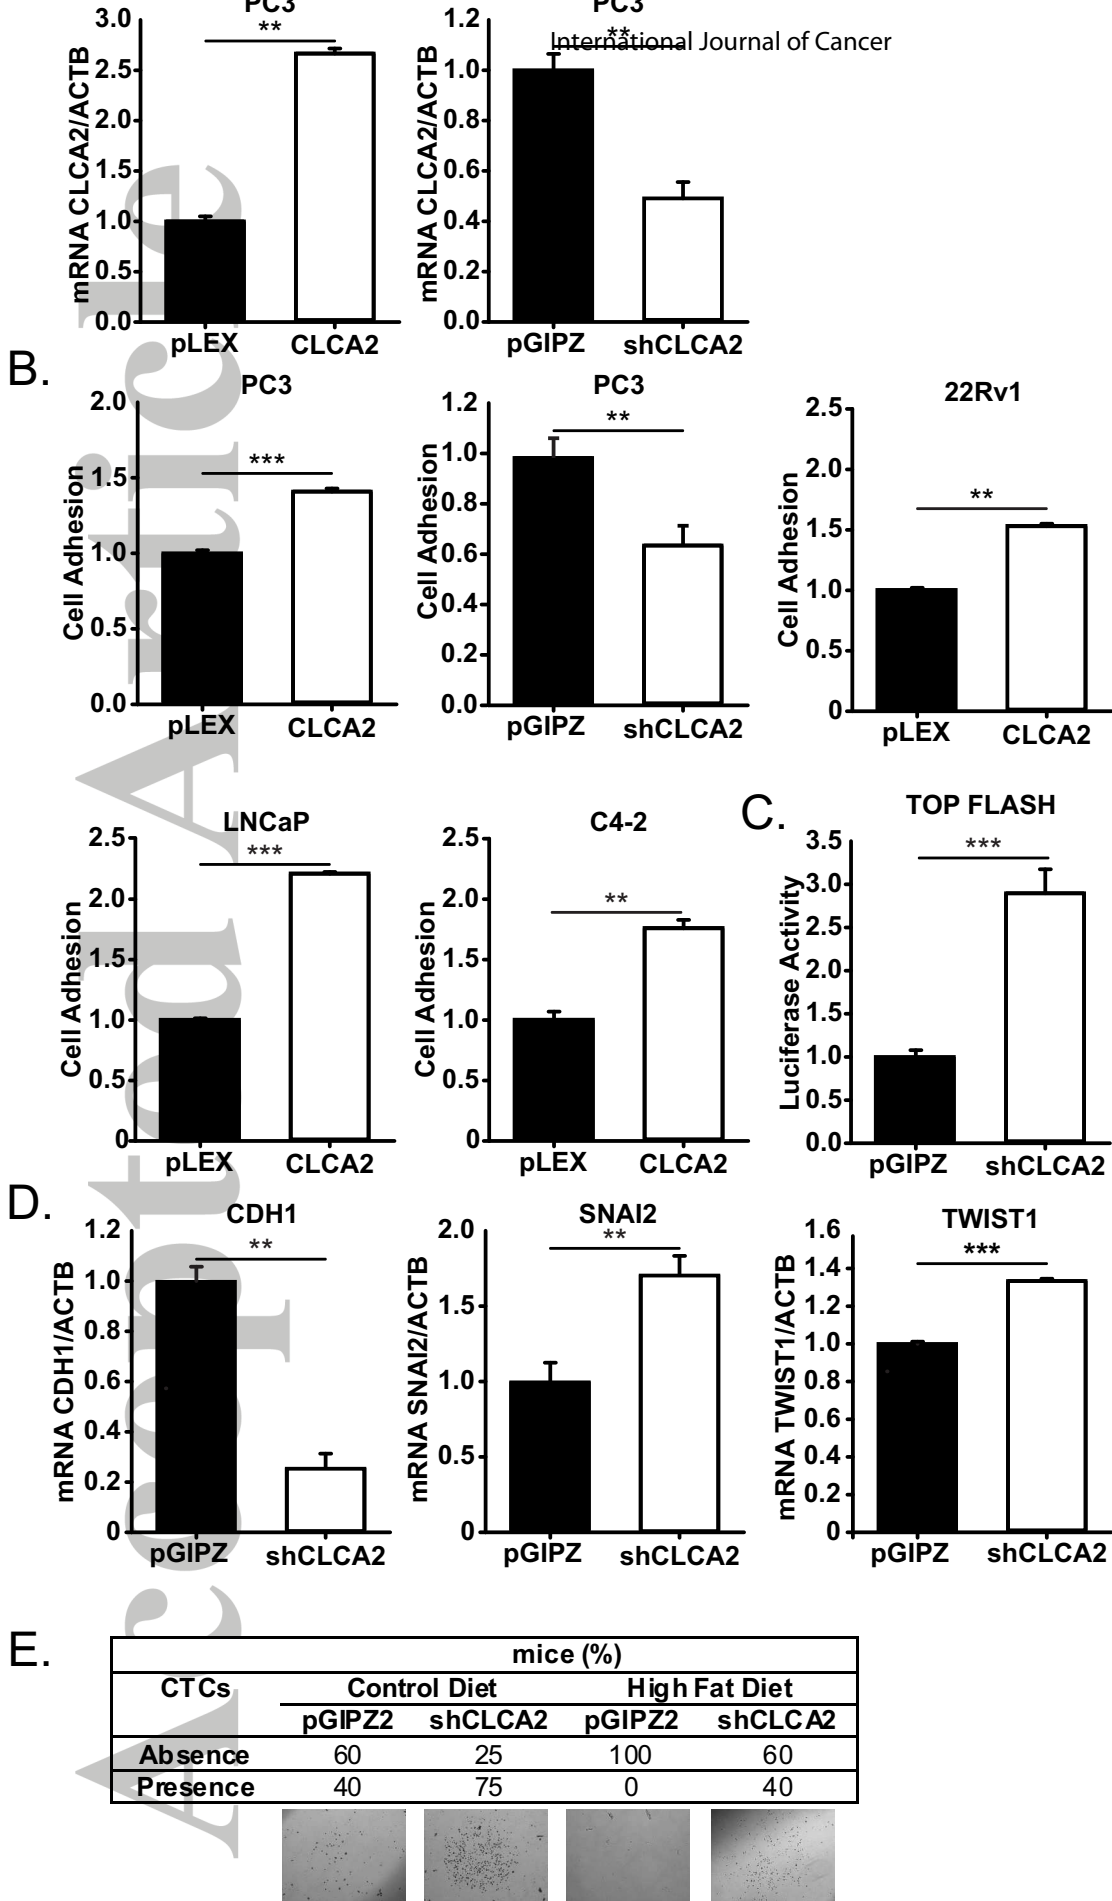 PC3
PC3
International Journal of Cancer
mRNA CLCA2/ACTB
3.0
2.5
2.0
1.5
1.0
0.5
0.0
**
pLEX
CLCA2
mRNA CLCA2/ACTB
1.2
1.0
0.8
0.6
0.4
0.2
0.0
**
pGIPZ
shCLCA2
B.
PC3
Cell Adhesion
2.0
1.5
1.0
0.5
0.0
***
pLEX
CLCA2
PC3
Cell Adhesion
1.2
1.0
0.8
0.6
0.4
0.2
0.0
**
pGIPZ
shCLCA2
22Rv1
Cell Adhesion
2.5
2.0
1.5
1.0
0.5
0
**
pLEX
CLCA2
LNCaP
Cell Adhesion
2.5
2.0
1.5
1.0
0.5
0
***
pLEX
CLCA2
C4-2
Cell Adhesion
2.5
2.0
1.5
1.0
0.5
0
**
pLEX
CLCA2
C.
TOP FLASH
Luciferase Activity
3.5
3.0
2.5
2.0
1.5
1.0
0.5
0.0
***
pGIPZ
shCLCA2
D.
CDH1
mRNA CDH1/ACTB
1.2
1.0
0.8
0.6
0.4
0.2
0
**
pGIPZ
shCLCA2
SNAI2
mRNA SNAI2/ACTB
2.0
1.5
1.0
0.5
0
**
pGIPZ
shCLCA2
TWIST1
mRNA TWIST1/ACTB
1.6
1.4
1.2
1.0
0.8
0.6
0.4
0.2
0
***
pGIPZ
shCLCA2
E.
mice (%)
CTCs Control Diet High Fat Diet
pGIPZ2 shCLCA2 pGIPZ2 shCLCA2
Absence 60 25 100 60
Presence 40 75 0 40
Accepted Article